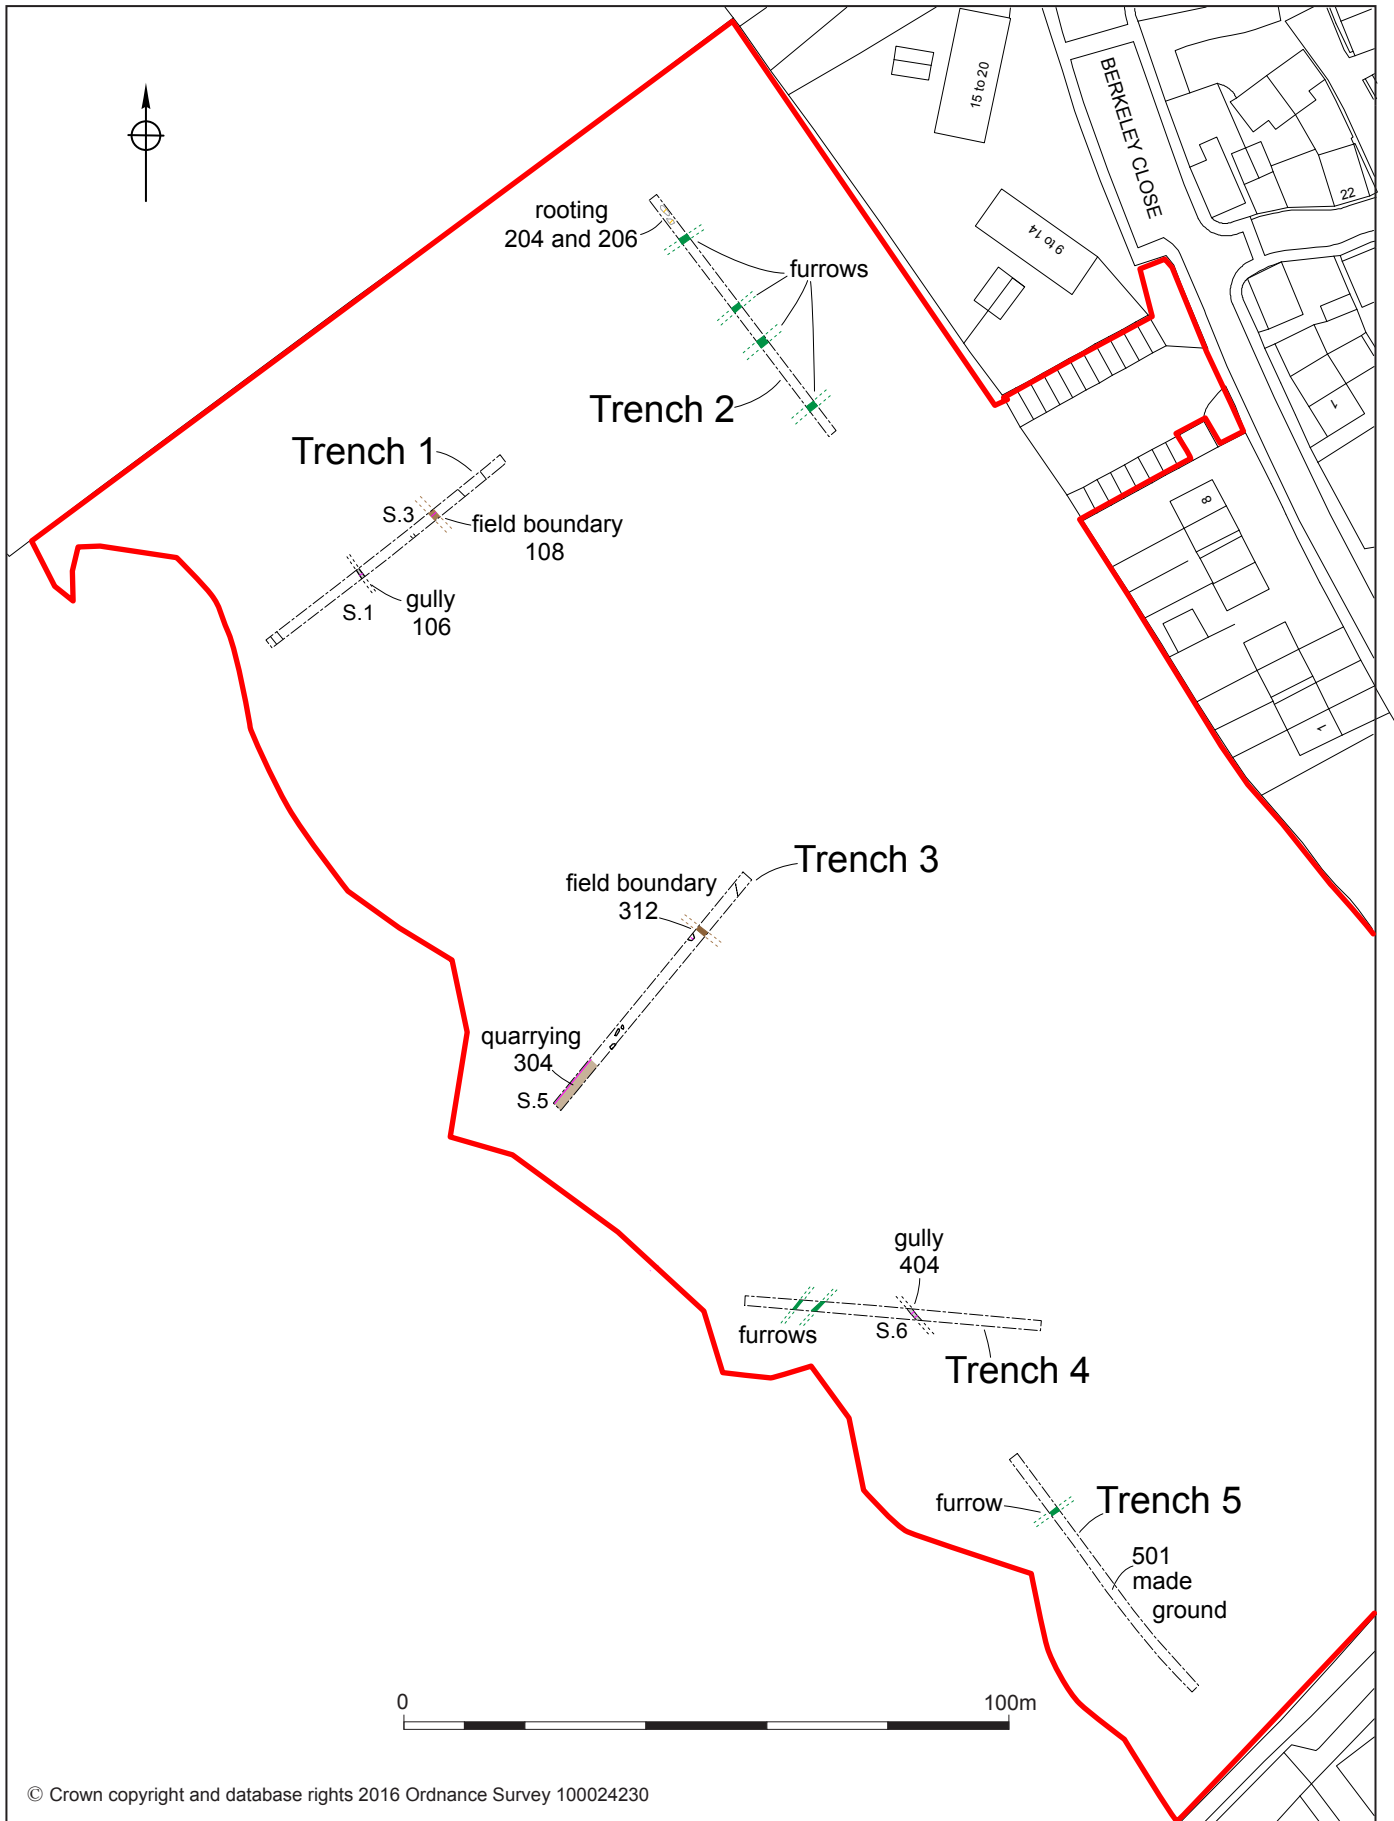 15 to 20
BERKELEY CLOSE
22
9 to 14
rooting
204 and 206
furrows
Trench 2
1
Trench 1
S.3
field boundary
108
8
gully
106
S.1
1
Trench 3
field boundary
312
quarrying
304
S.5
gully
404
furrows
S.6
Trench 4
furrow
Trench 5
501
made
ground
0
100m
© Crown copyright and database rights 2016 Ordnance Survey 100024230